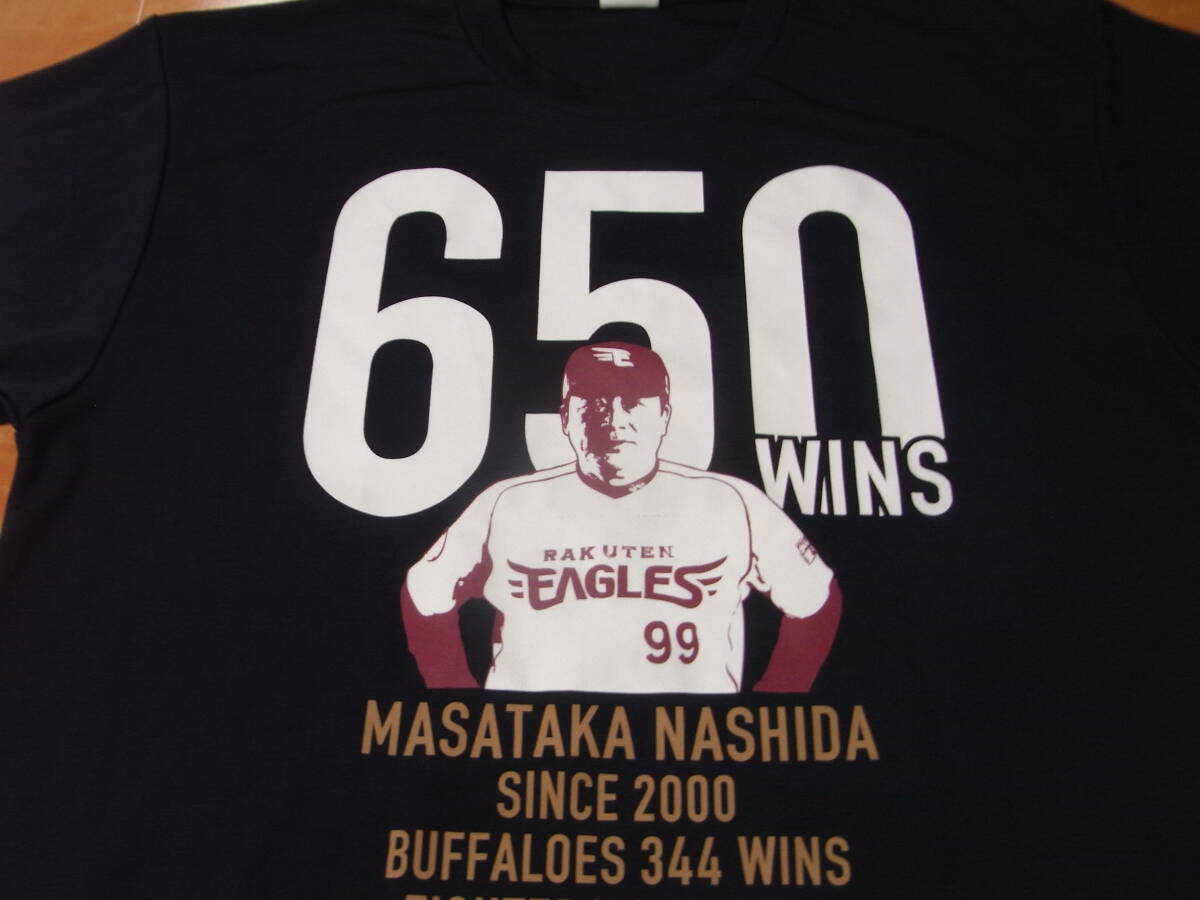 650
WINS
RAKUTEN
EAGLES
99
MASATAKA NASHIDA
SINCE 2000
BUFFALOES 344 WINS